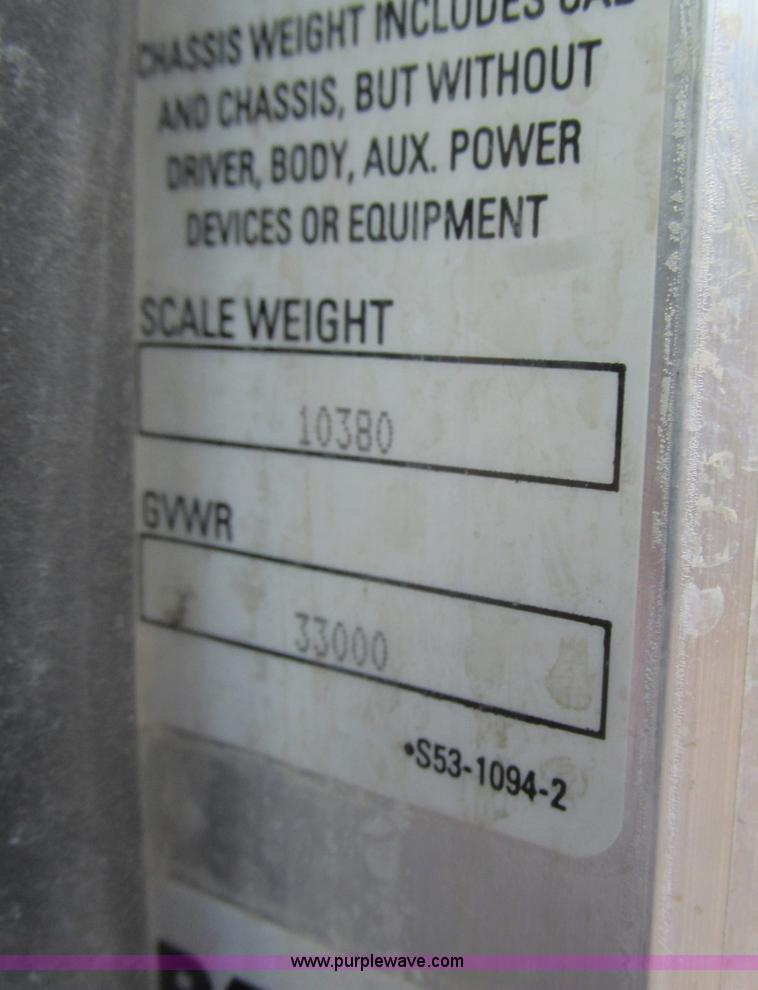 CHASSIS WEIGHT INCLUDES CAB
AND CHASSIS, BUT WITHOUT
DRIVER, BODY, AUX. POWER
DEVICES OR EQUIPMENT
SCALE WEIGHT
10380
GVWR
33000
•S53-1094-2
www.purplewave.com